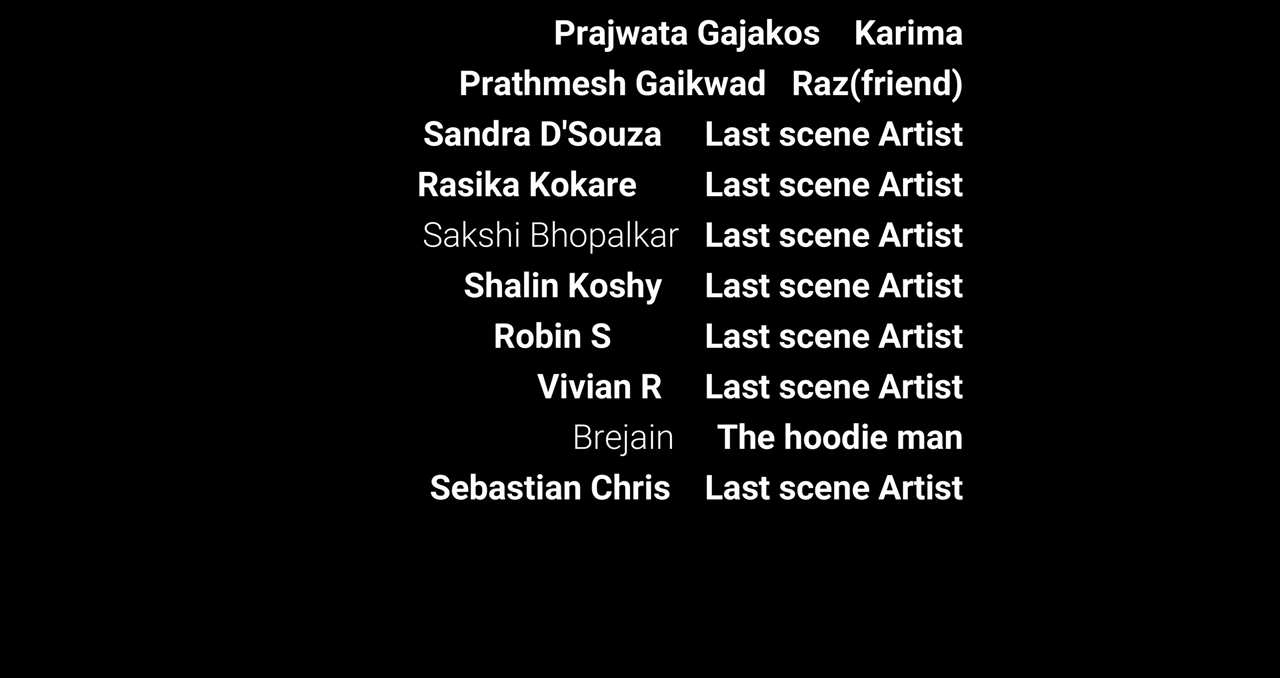 Prajwata Gajakos Karima
Prathmesh Gaikwad Raz(friend)
Sandra D'Souza Last scene Artist
Rasika Kokare Last scene Artist
Sakshi Bhopalkar Last scene Artist
Shalin Koshy Last scene Artist
Robin S Last scene Artist
Vivian R Last scene Artist
Brejain The hoodie man
Sebastian Chris Last scene Artist